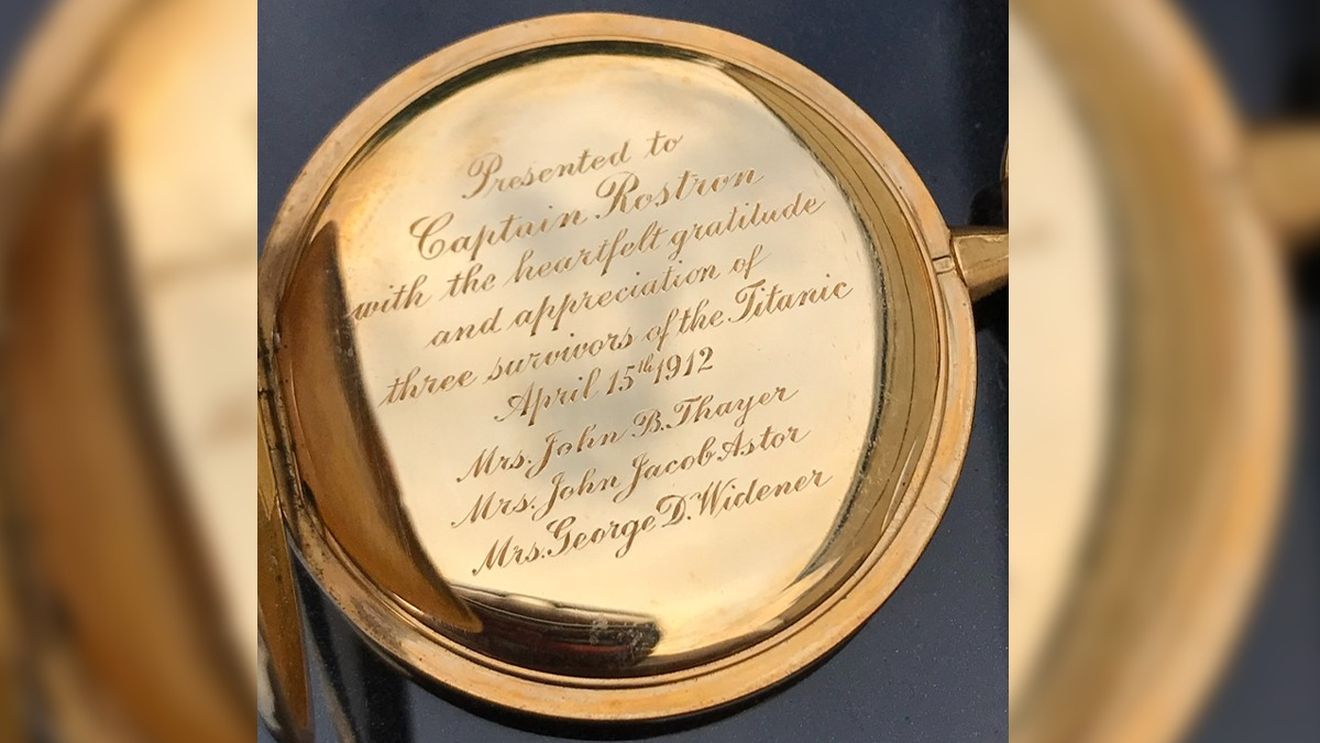 Presented to
Captain Rostron
with the heartfelt gratitude
and appreciation of
three survivors of the Titanic
April 15th 1912
Mrs. John B. Thayer
Mrs. John Jacob Astor
Mrs. George D. Widener